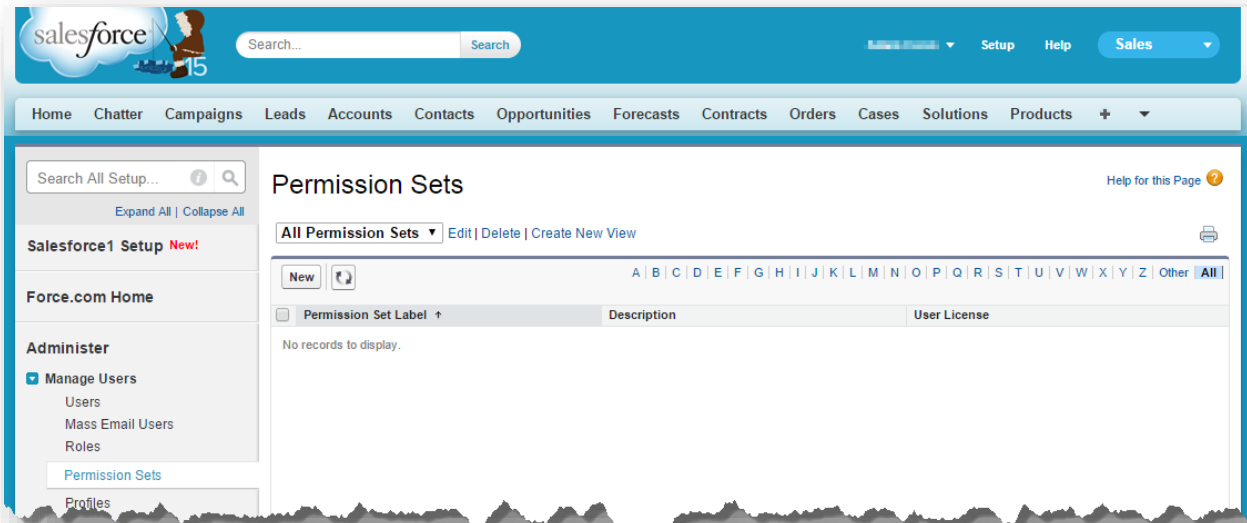 salesforce
15
Search... Search
Setup Help Sales
Home Chatter Campaigns Leads Accounts Contacts Opportunities Forecasts Contracts Orders Cases Solutions Products +
Search All Setup...
Expand All | Collapse All
Salesforce1 Setup New!
Force.com Home
Administer
Manage Users
Users
Mass Email Users
Roles
Permission Sets
Profiles
Permission Sets
Help for this Page ?
All Permission Sets Edit | Delete | Create New View
New A | B | C | D | E | F | G | H | I | J | K | L | M | N | O | P | Q | R | S | T | U | V | W | X | Y | Z | Other All
Permission Set Label ↑ Description User License
No records to display.